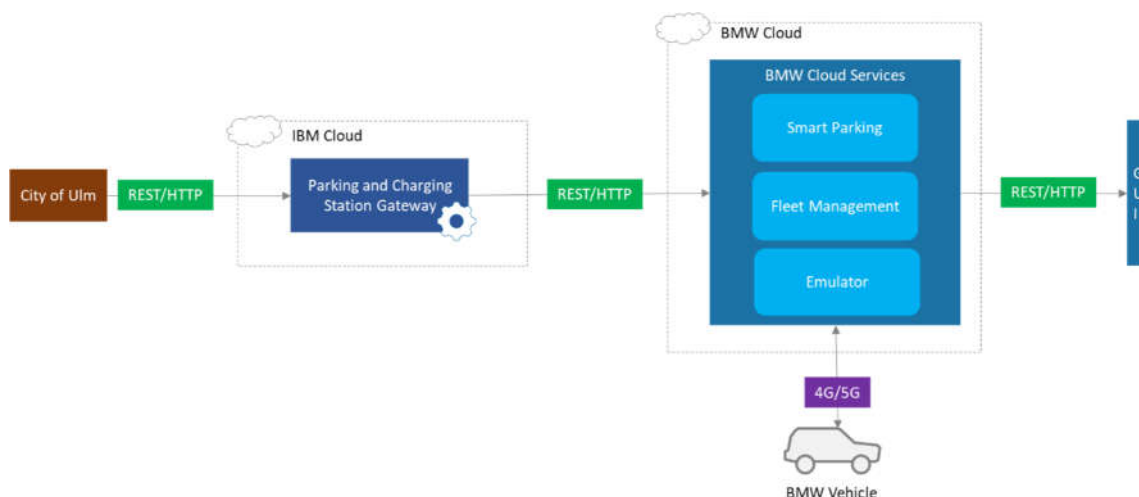 BMW Cloud
BMW Cloud Services
Smart Parking
IBM Cloud
City of Ulm
REST/HTTP
Parking and Charging
Station Gateway
REST/HTTP
Fleet Management
REST/HTTP
G
U
I
Emulator
4G/5G
BMW Vehicle